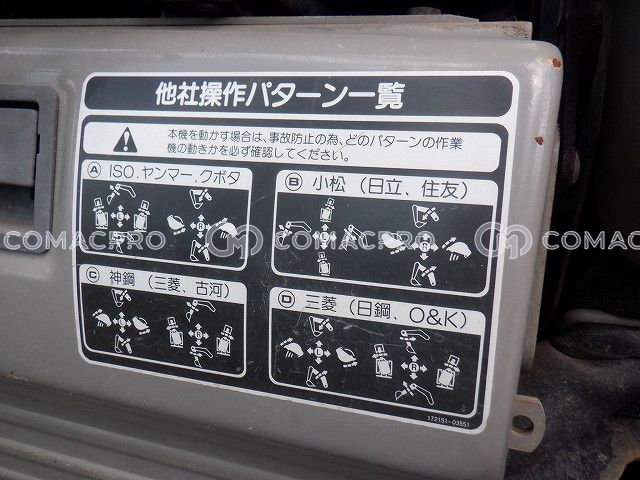 他社操作パターン一覧
本機を動かす場合は、事故防止の為、どのパターンの作業
機の動きかを必ず確認してください。
A ISO.ヤンマー.クボタ
B 小松(日立、住友)
L R
L R
COMACPRO COMACPRO COMACPRO
C 神鋼(三菱、古河)
D 三菱(日鋼、O&K)
L R
172151-03551